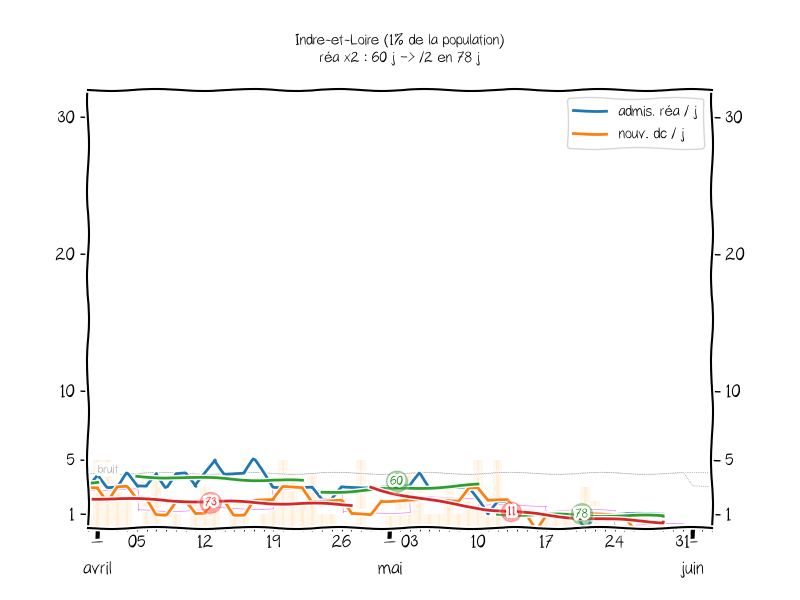 Indre-et-Loire (1% de la population)
réa x2 : 60 j -> /2 en 78 j
admis. réa / j
nouv. dc / j
30
30
20
20
10
10
5
5
bruit
60
73
11
78
1
1
05
12
19
26
03
10
17
24
31
avril
mai
juin